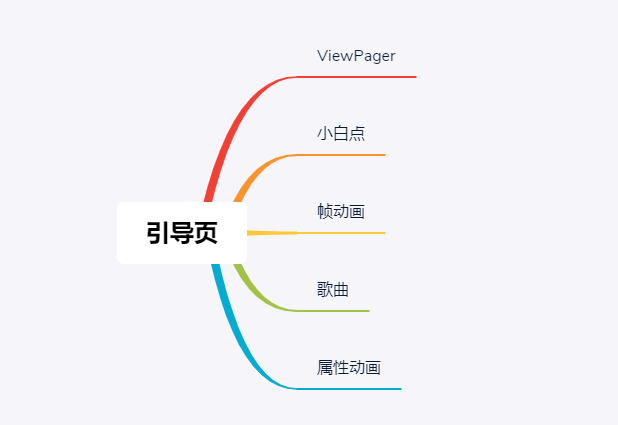 ViewPager
小白点
帧动画
引导页
歌曲
属性动画